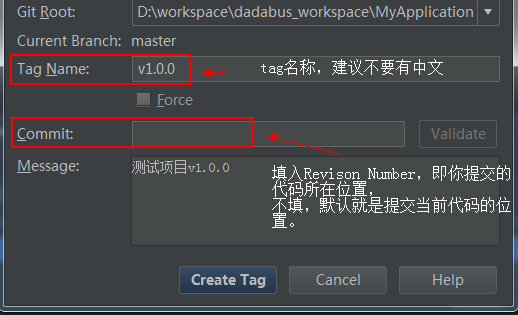 Git Root: D:\workspace\dadabus_workspace\MyApplication
Current Branch: master
Tag Name: v1.0.0 tag名称，建议不要有中文
Force
Commit: Validate
Message: 测试项目v1.0.0
填入Revison Number，即你提交的
代码所在位置，
不填，默认就是提交当前代码的位
置。
Create Tag Cancel Help